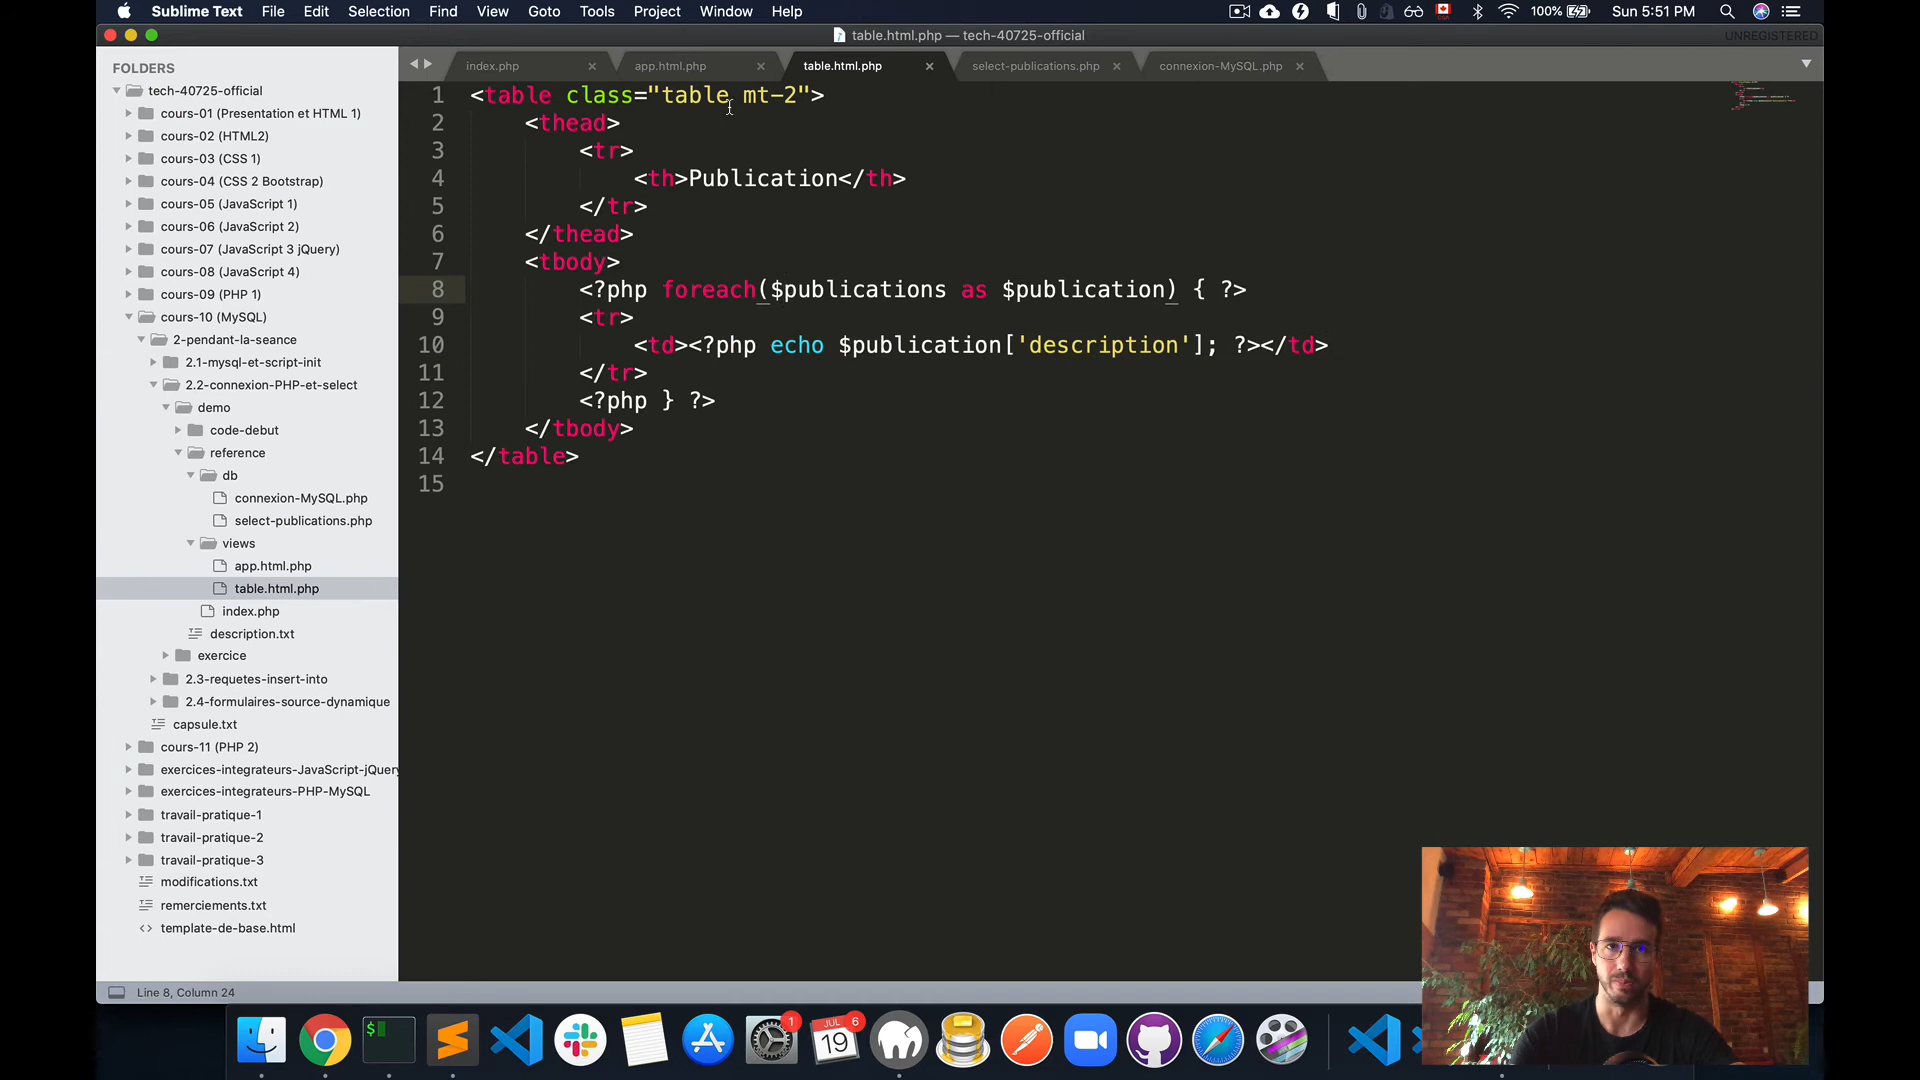 Sublime Text File Edit Selection Find View Goto Tools Project Window Help 100% Sun 5:51 PM
table.html.php — tech-40725-official UNREGISTERED
FOLDERS
tech-40725-official
cours-01 (Presentation et HTML 1)
cours-02 (HTML2)
cours-03 (CSS 1)
cours-04 (CSS 2 Bootstrap)
cours-05 (JavaScript 1)
cours-06 (JavaScript 2)
cours-07 (JavaScript 3 jQuery)
cours-08 (JavaScript 4)
cours-09 (PHP 1)
cours-10 (MySQL)
2-pendant-la-seance
2.1-mysql-et-script-init
2.2-connexion-PHP-et-select
demo
code-debut
reference
db
connexion-MySQL.php
select-publications.php
views
app.html.php
table.html.php
index.php
description.txt
exercice
2.3-requetes-insert-into
2.4-formulaires-source-dynamique
capsule.txt
cours-11 (PHP 2)
exercices-integrateurs-JavaScript-jQuery
exercices-integrateurs-PHP-MySQL
travail-pratique-1
travail-pratique-2
travail-pratique-3
modifications.txt
remerciements.txt
template-de-base.html
index.php app.html.php table.html.php select-publications.php connexion-MySQL.php
1 <table class="table mt-2">
2 <thead>
3 <tr>
4 <th>Publication</th>
5 </tr>
6 </thead>
7 <tbody>
8 <?php foreach($publications as $publication) { ?>
9 <tr>
10 <td><?php echo $publication['description']; ?></td>
11 </tr>
12 <?php } ?>
13 </tbody>
14 </table>
15
Line 8, Column 24
1
JUL 6
19